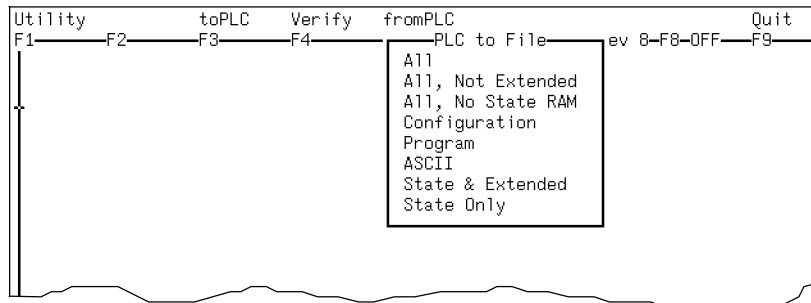 Utility toPLC Verify fromPLC Quit
F1 F2 F3 F4 PLC to File ev 8-F8-OFF F9
All
All, Not Extended
All, No State RAM
Configuration
Program
ASCII
State & Extended
State Only